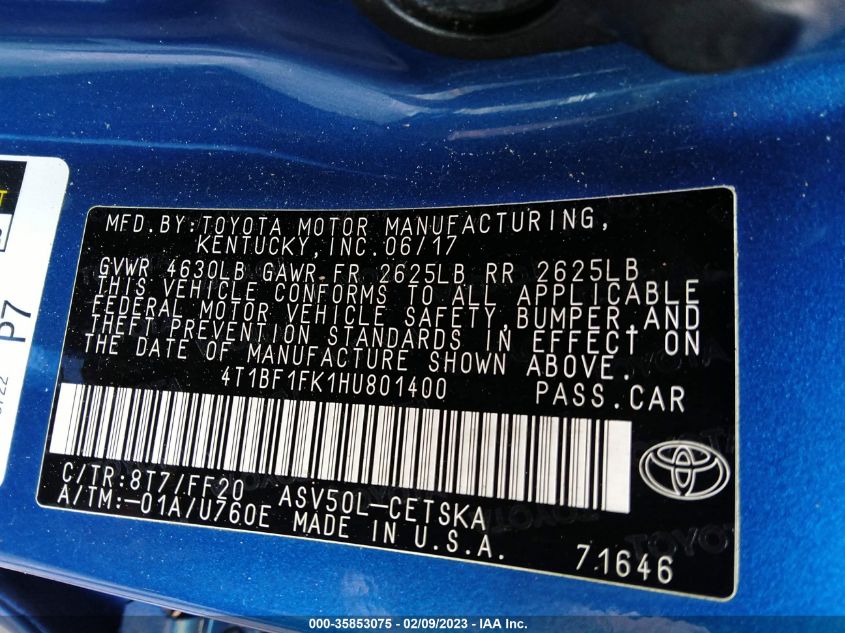 MFD.BY:TOYOTA MOTOR MANUFACTURING,
KENTUCKY,INC.06/17
GVWR 4630LB GAWR FR 2625LB RR 2625LB
THIS VEHICLE CONFORMS TO ALL APPLICABLE
FEDERAL MOTOR VEHICLE SAFETY,BUMPER,AND
THEFT PREVENTION STANDARDS IN EFFECT ON
THE DATE OF MANUFACTURE SHOWN ABOVE.
4T1BF1FK1HU801400 PASS.CAR
C/TR:8T7/FF20 ASV50L-CETSKA
A/TM:-01A/U760E MADE IN U.S.A.
71646
P7
000-35853075 - 02/09/2023 - IAA Inc.